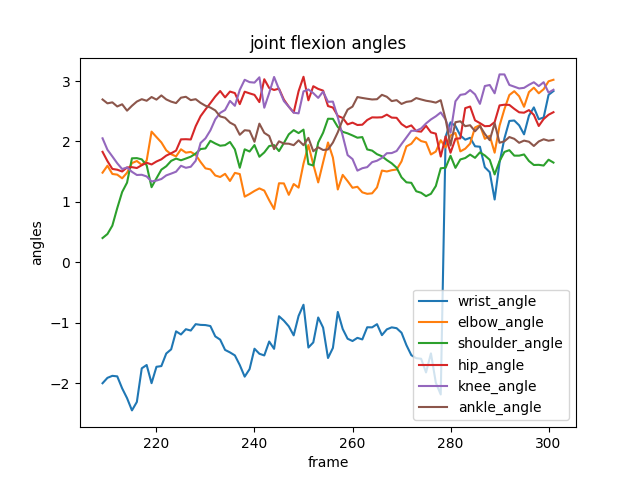 joint flexion angles
angles
3
2
1
0
−1
−2
wrist_angle
elbow_angle
shoulder_angle
hip_angle
knee_angle
ankle_angle
220 240 260 280 300
frame